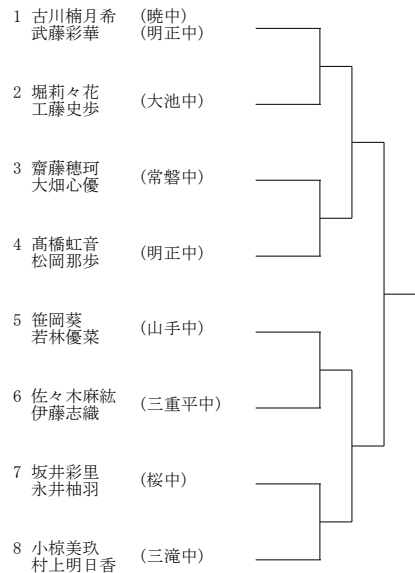 1 古川楠月希 (暁中)
武藤彩華 (明正中)
2 堀莉々花
工藤史歩 (大池中)
3 齋藤穂珂
大畑心優 (常磐中)
4 髙橋虹音
松岡那歩 (明正中)
5 笹岡葵
若林優菜 (山手中)
6 佐々木麻紘
伊藤志織 (三重平中)
7 坂井彩里
永井柚羽 (桜中)
8 小椋美玖
村上明日香 (三滝中)